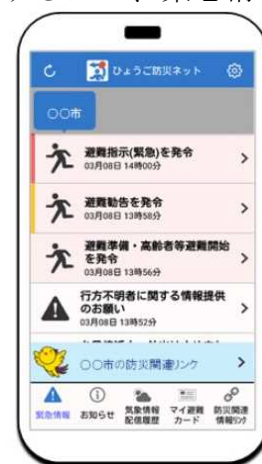 ひょうご防災ネット
〇〇市
避難指示(緊急)を発令
03月08日 14時00分
避難勧告を発令
03月08日 13時58分
避難準備・高齢者等避難開始
を発令
03月08日 13時56分
行方不明者に関する情報提供
のお願い
03月08日 13時52分
〇〇市の防災関連リンク
緊急情報
お知らせ
気象情報
配信履歴
マイ避難
カード
防災関連
情報リンク